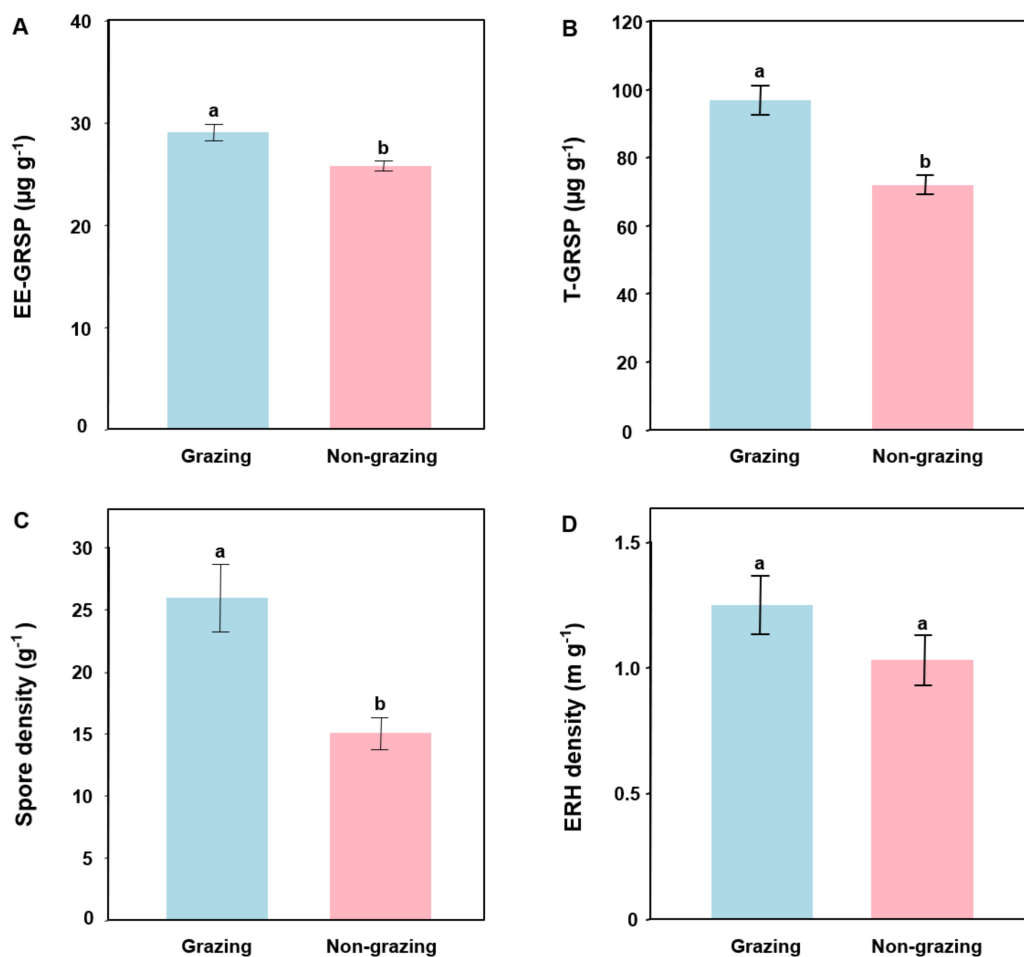 A
EE-GRSP (µg g⁻¹)
40
30
20
10
0
a
b
Grazing
Non-grazing
B
T-GRSP (µg g⁻¹)
120
100
80
60
40
20
0
a
b
Grazing
Non-grazing
C
Spore density (g⁻¹ )
30
25
20
15
10
5
0
a
b
Grazing
Non-grazing
D
ERH density (m g⁻¹)
1.5
1.0
0.5
0
a
a
Grazing
Non-grazing